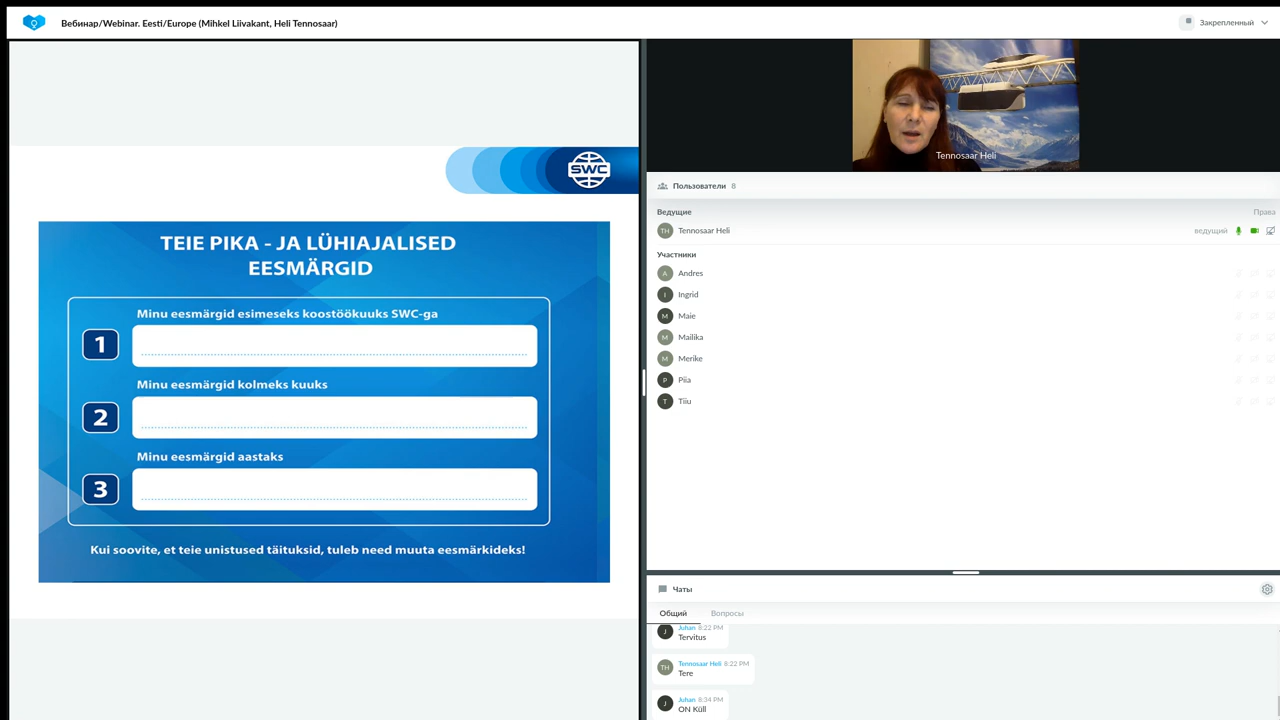 Вебинар/Webinar. Eesti/Europe (Mihkel Liivakant, Heli Tennosaar)
Закрепленный
SWC
TEIE PIKA - JA LÜHIAJALISED
EESMÄRGID
Minu eesmärgid esimeseks koostöökuuks SWC-ga
1
Minu eesmärgid kolmeks kuuks
2
Minu eesmärgid aastaks
3
Kui soovite, et teie unistused täituksid, tuleb need muuta eesmärkideks!
Tennosaar Heli
Пользователи 8
Ведущие Права
TH Tennosaar Heli ведущий
Участники
A Andres
I Ingrid
M Maie
M Mailika
M Merike
P Piia
T Tiiu
Чаты
Общий Вопросы
J Juhan 8:22 PM
Tervitus
TH Tennosaar Heli 8:22 PM
Tere
J Juhan 8:34 PM
ON Küll